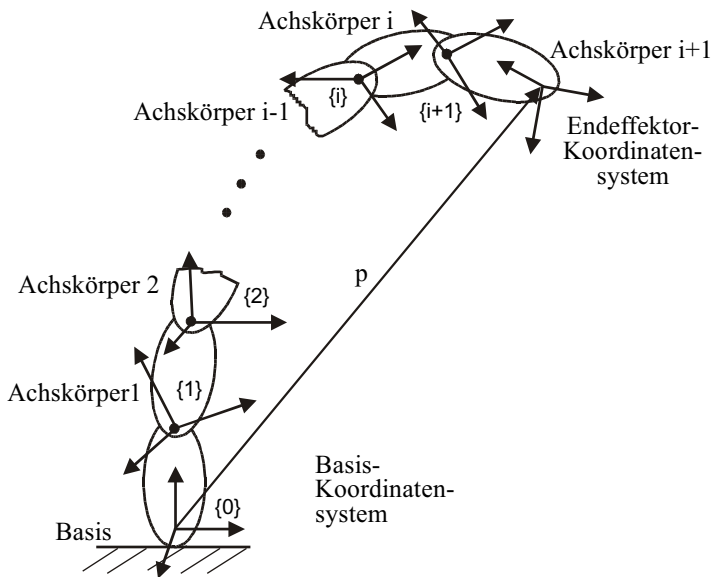 Achskörper i
Achskörper i+1
{i}
{i+1}
Achskörper i-1
Endeffektor-
Koordinaten-
system
p
Achskörper 2
{2}
{1}
Achskörper1
Basis-
Koordinaten-
system
{0}
Basis